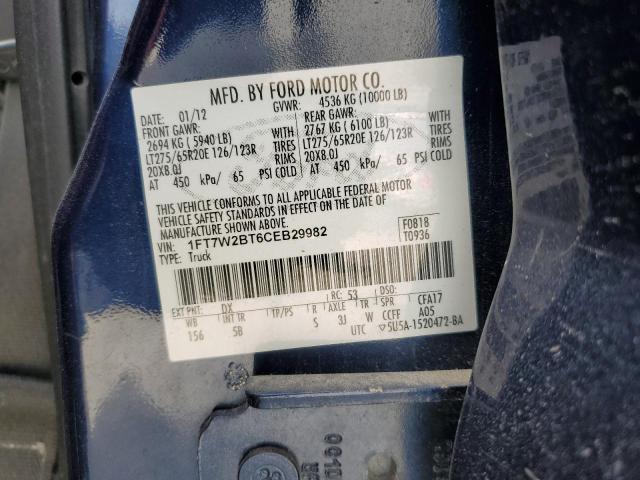 MFD. BY FORD MOTOR CO.
DATE: 01/12 GVWR: 4536 KG (10000 LB)
FRONT GAWR: REAR GAWR:
2694 KG ( 5940 LB) WITH 2767 KG ( 6100 LB) WITH
LT275/65R20E 126/123R TIRES LT275/65R20E 126/123R TIRES
20X8.0J RIMS 20X8.0J RIMS
AT 450 kPa/ 65 PSI COLD AT 450 kPa/ 65 PSI COLD
THIS VEHICLE CONFORMS TO ALL APPLICABLE FEDERAL MOTOR
VEHICLE SAFETY STANDARDS IN EFFECT ON THE DATE OF
MANUFACTURE SHOWN ABOVE.
VIN: 1FT7W2BT6CEB29982 F0818
TYPE: Truck T0936
EXT PNT: DX RC: 53 DSO:
WB INT TR TP/PS R AXLE TR SPR CFA17
156 5B S 3J W CCFF A05
UTC ▽5U5A-1520472-BA